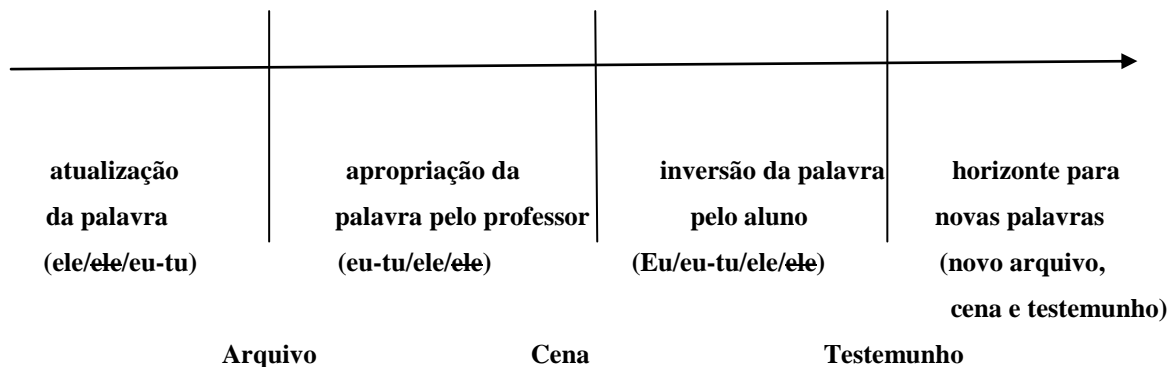 atualização
da palavra
(ele/ele/eu-tu)
apropriação da
palavra pelo professor
(eu-tu/ele/ele)
inversão da palavra
pelo aluno
(Eu/eu-tu/ele/ele)
horizonte para
novas palavras
(novo arquivo,
cena e testemunho)
Arquivo
Cena
Testemunho